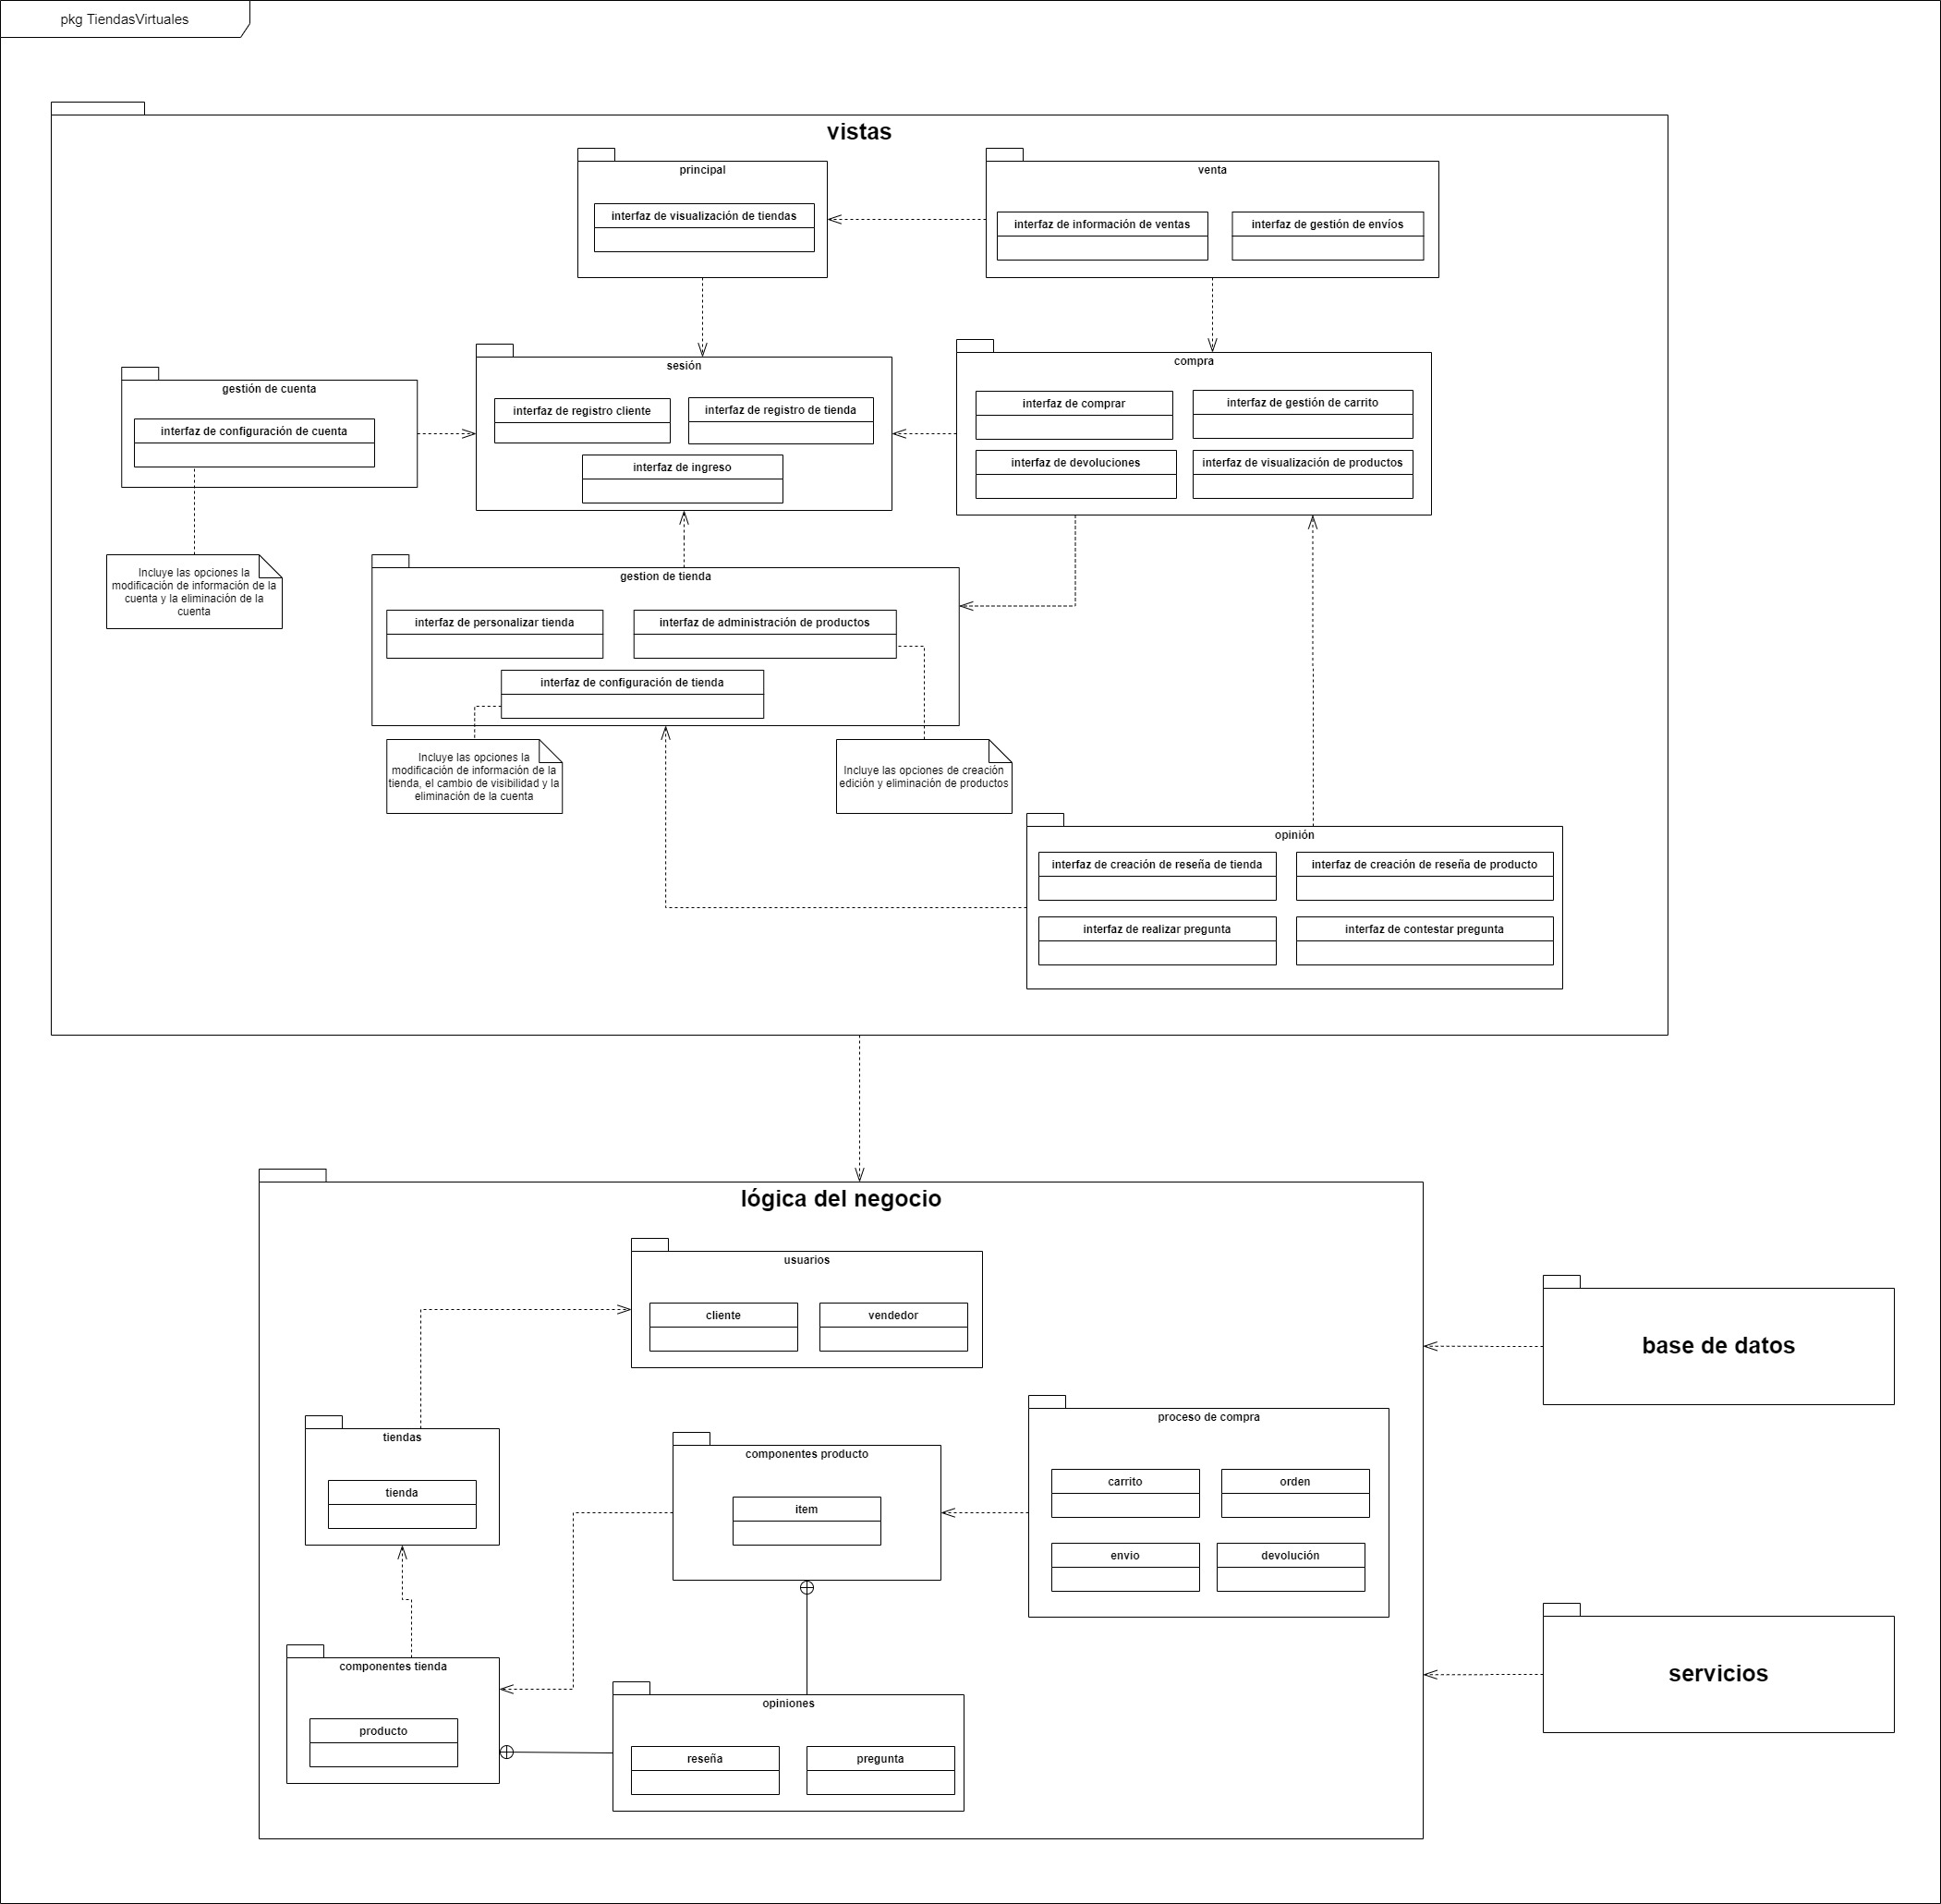 pkg TiendasVirtuales
vistas
principal
interfaz de visualización de tiendas
venta
interfaz de información de ventas
interfaz de gestión de envíos
gestión de cuenta
interfaz de configuración de cuenta
Incluye las opciones la
modificación de información de la
cuenta y la eliminación de la
cuenta
sesión
interfaz de registro cliente
interfaz de registro de tienda
interfaz de ingreso
compra
interfaz de comprar
interfaz de gestión de carrito
interfaz de devoluciones
interfaz de visualización de productos
gestion de tienda
interfaz de personalizar tienda
interfaz de administración de productos
interfaz de configuración de tienda
Incluye las opciones la
modificación de información de la
tienda, el cambio de visibilidad y la
eliminación de la cuenta
Incluye las opciones de creación
edición y eliminación de productos
opinión
interfaz de creación de reseña de tienda
interfaz de creación de reseña de producto
interfaz de realizar pregunta
interfaz de contestar pregunta
lógica del negocio
usuarios
cliente
vendedor
tiendas
tienda
componentes producto
item
proceso de compra
carrito
orden
envio
devolución
componentes tienda
producto
opiniones
reseña
pregunta
base de datos
servicios